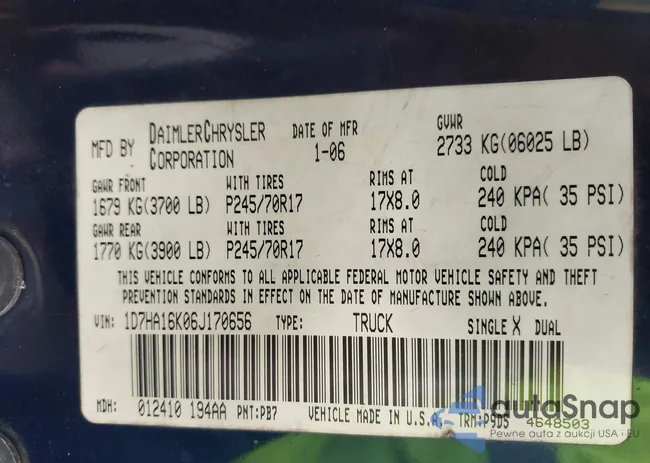 MFD BY DAIMLERCHRYSLER CORPORATION DATE OF MFR 1-06 GVWR 2733 KG(06025 LB)
GAWR FRONT WITH TIRES RIMS AT COLD
1679 KG(3700 LB) P245/70R17 17X8.0 240 KPA( 35 PSI)
GAWR REAR WITH TIRES RIMS AT COLD
1770 KG(3900 LB) P245/70R17 17X8.0 240 KPA( 35 PSI)
THIS VEHICLE CONFORMS TO ALL APPLICABLE FEDERAL MOTOR VEHICLE SAFETY AND THEFT
PREVENTION STANDARDS IN EFFECT ON THE DATE OF MANUFACTURE SHOWN ABOVE.
VIN: 1D7HA16K06J170656 TYPE: TRUCK SINGLE X DUAL
MDH: 012410 194AA PNT:PB7 VEHICLE MADE IN U.S.A. TRM:P9D5 4648503
autoSnap
Pewne auta z aukcji USA i EU